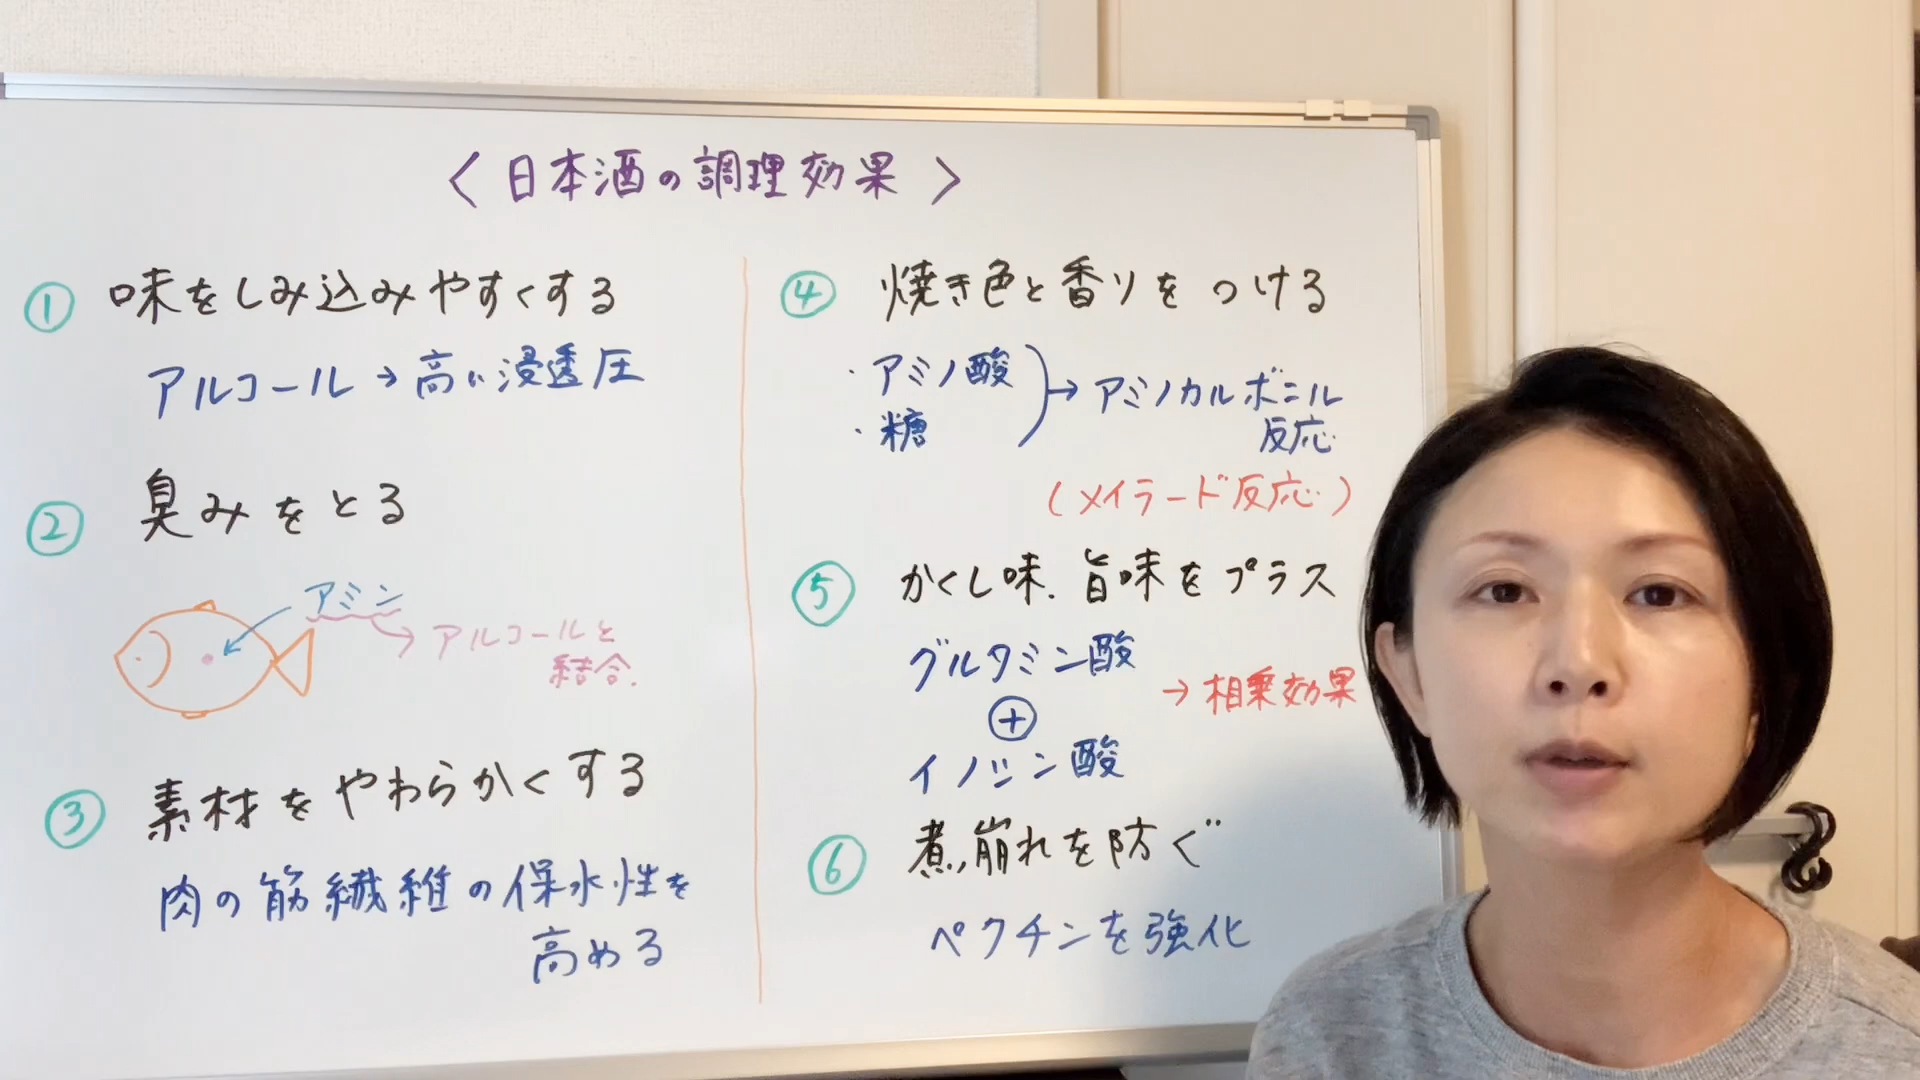 〈 日本酒の調理効果 〉
① 味をしみ込みやすくする
アルコール → 高い浸透圧
② 臭みをとる
アミン
→ アルコールと
結合.
③ 素材をやわらかくする
肉の筋繊維の保水性を
高める
④ 焼き色と香りをつける
・アミノ酸
・糖
→ アミノカルボニル
反応
(メイラード反応)
⑤ かくし味. 旨味をプラス
グルタミン酸
⊕
イノシン酸
→ 相乗効果
⑥ 煮崩れを防ぐ
ペクチンを強化